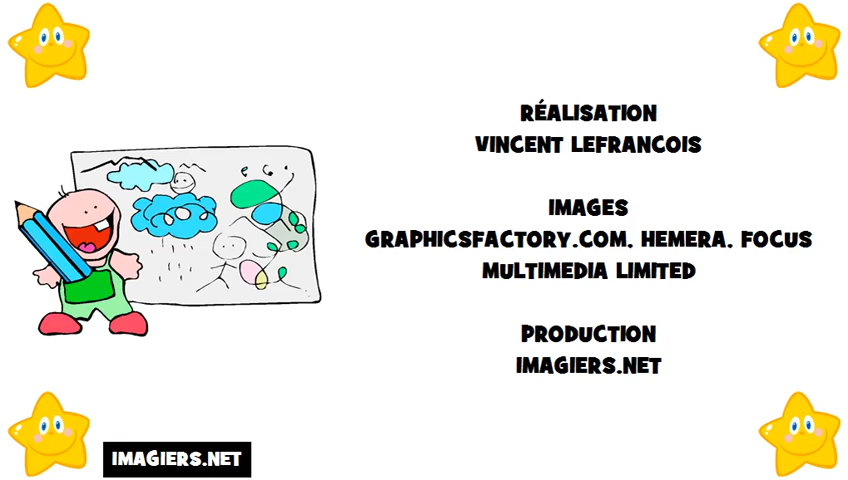 RÉALISATION
VINCENT LEFRANCOIS
IMAGES
GRAPHICSFACTORY.COM, HEMERA, FOCUS
MULTIMEDIA LIMITED
PRODUCTION
IMAGIERS.NET
IMAGIERS.NET